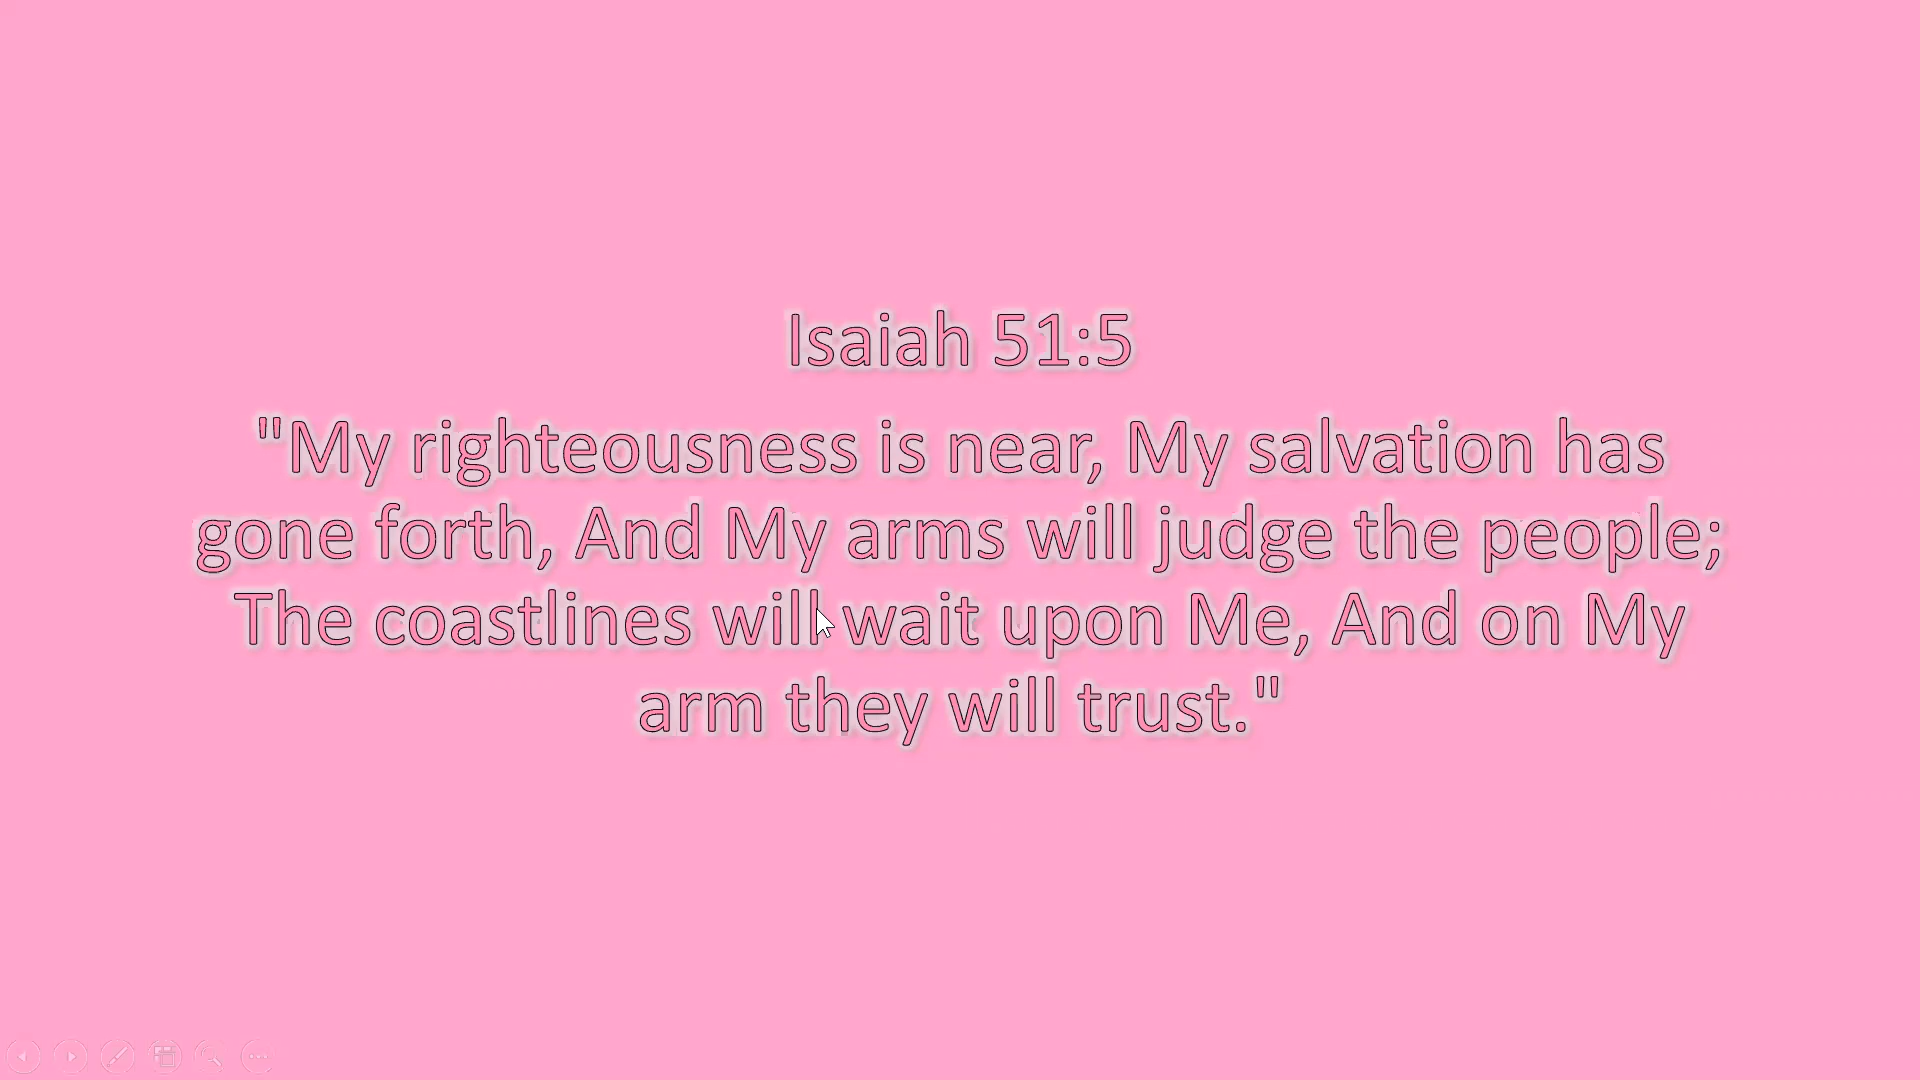 Isaiah 51:5
"My righteousness is near, My salvation has
gone forth, And My arms will judge the people;
The coastlines will wait upon Me, And on My
arm they will trust."